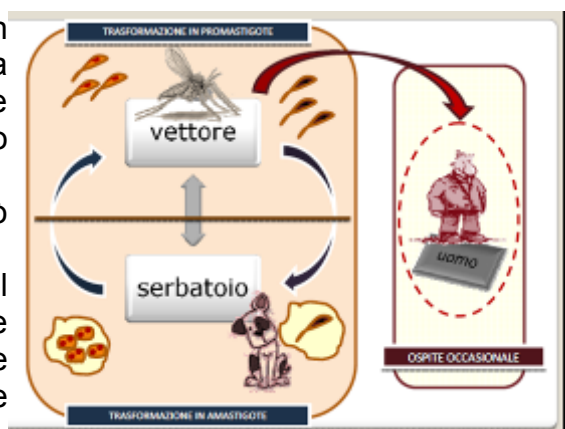 TRASFORMAZIONE IN PROMASTIGOTE
vettore
serbatoio
uomo
OSPITE OCCASIONALE
TRASFORMAZIONE IN AMASTIGOTE